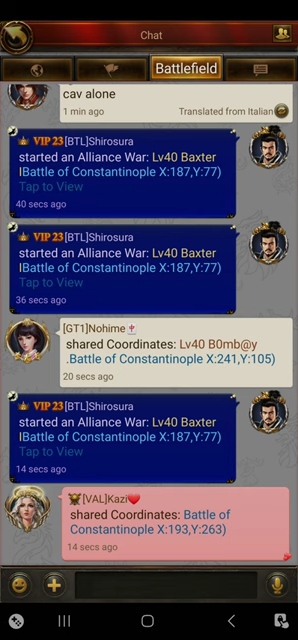 Chat
Battlefield
cav alone
1 min ago
Translated from Italian
VIP 23 [BTL]Shirosura
started an Alliance War: Lv40 Baxter
I(Battle of Constantinople X:187,Y:77)
Tap to View
40 secs ago
VIP 23 [BTL]Shirosura
started an Alliance War: Lv40 Baxter
I(Battle of Constantinople X:187,Y:77)
Tap to View
36 secs ago
[GT1]Nohime🀄
shared Coordinates: Lv40 B0mb@y
.(Battle of Constantinople X:241,Y:105)
20 secs ago
VIP 23 [BTL]Shirosura
started an Alliance War: Lv40 Baxter
I(Battle of Constantinople X:187,Y:77)
Tap to View
14 secs ago
[VAL]Kazi❤️
shared Coordinates: Battle of
Constantinople X:193,Y:263)
14 secs ago